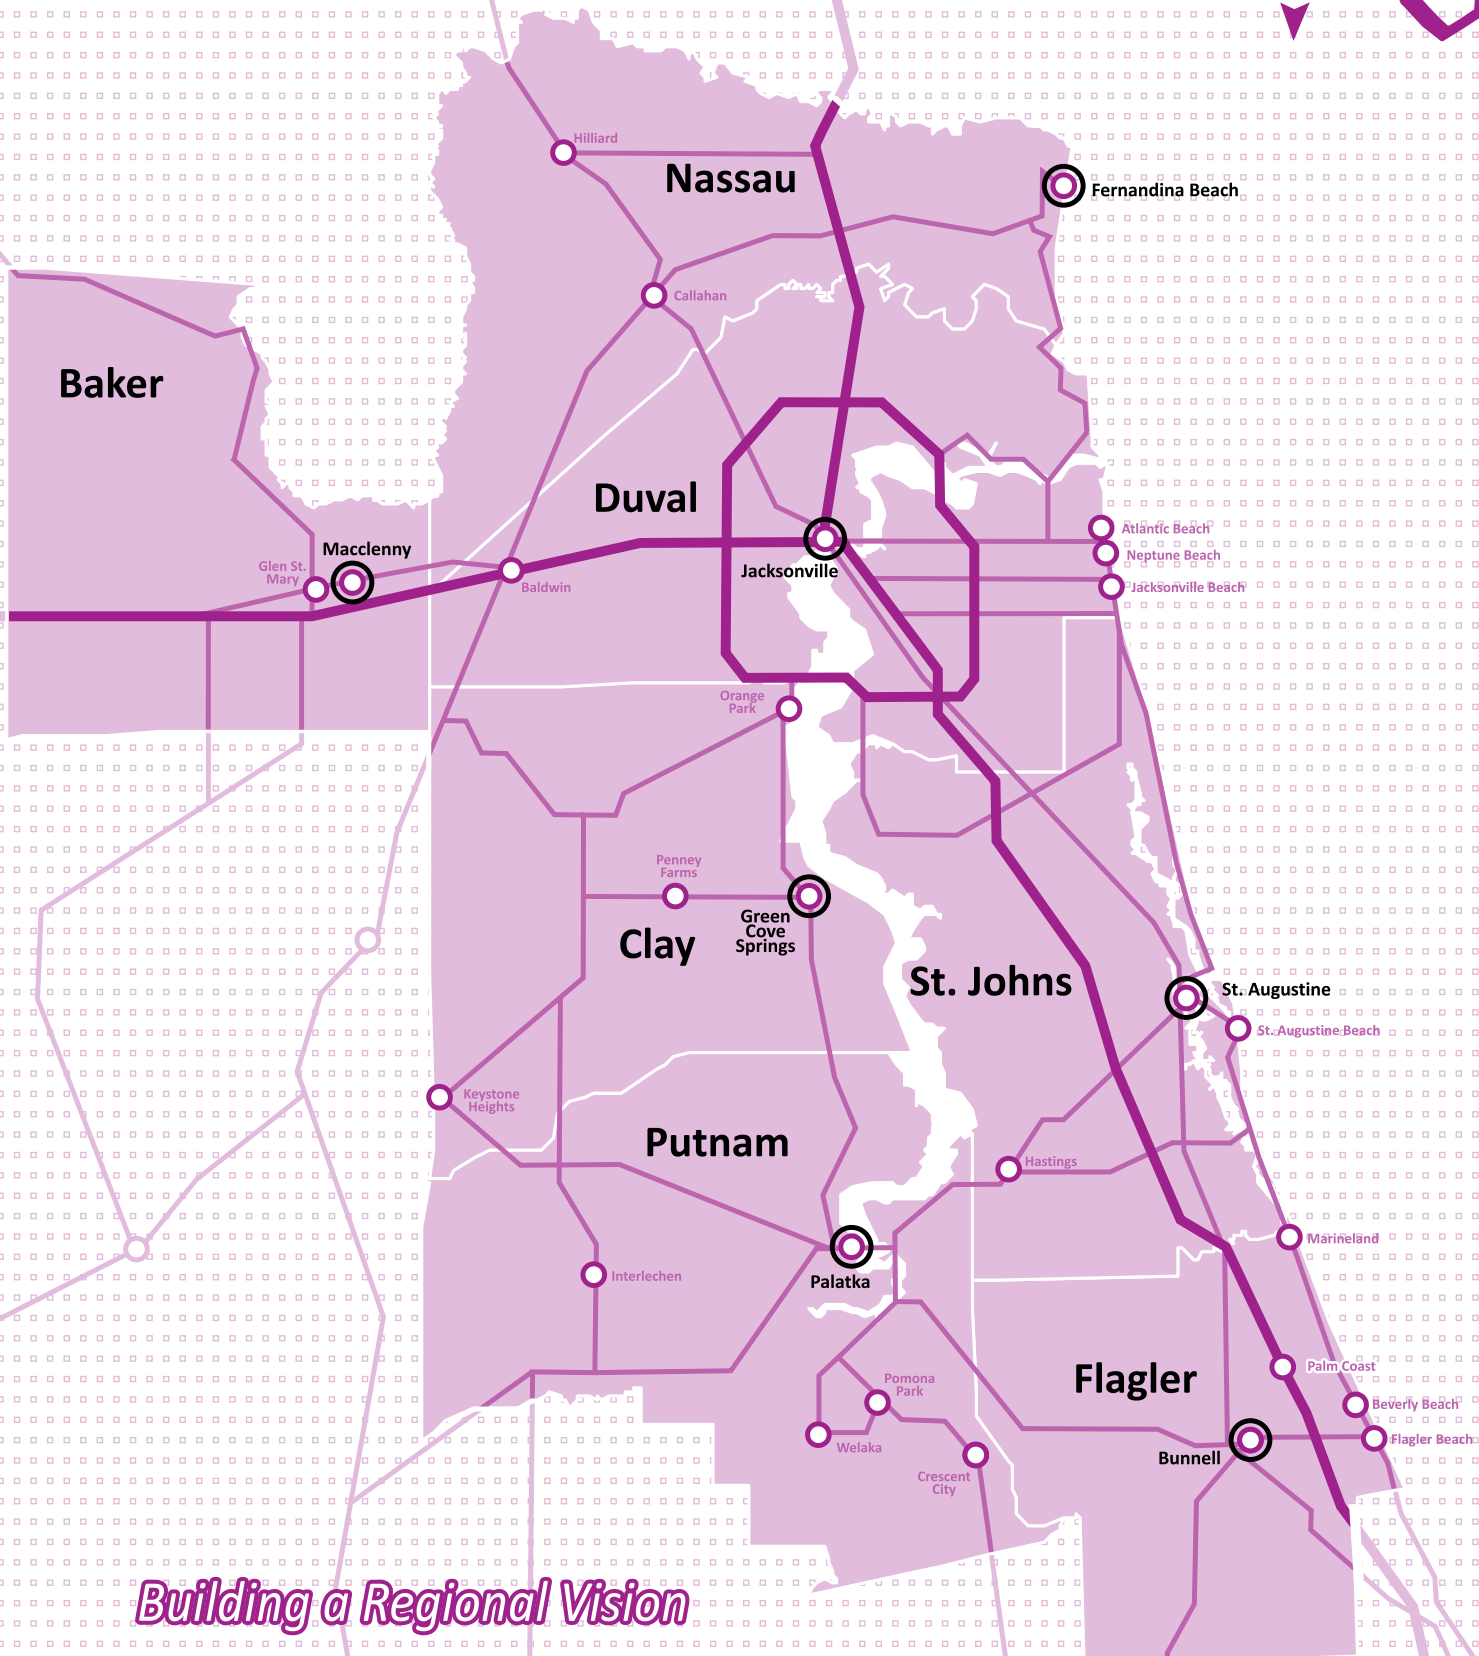 Hilliard
Nassau
Fernandina Beach
Callahan
Baker
Duval
Atlantic Beach
Macclenny
Neptune Beach
Glen St.
Mary
Jacksonville
Baldwin
Jacksonville Beach
Orange
Park
Penney
Farms
Green
Cove
Springs
Clay
St. Johns
St. Augustine
St. Augustine Beach
Keystone
Heights
Putnam
Hastings
Marineland
Interlechen
Palatka
Palm Coast
Flagler
Pomona
Park
Beverly Beach
Flagler Beach
Welaka
Bunnell
Crescent
City
Building a Regional Vision